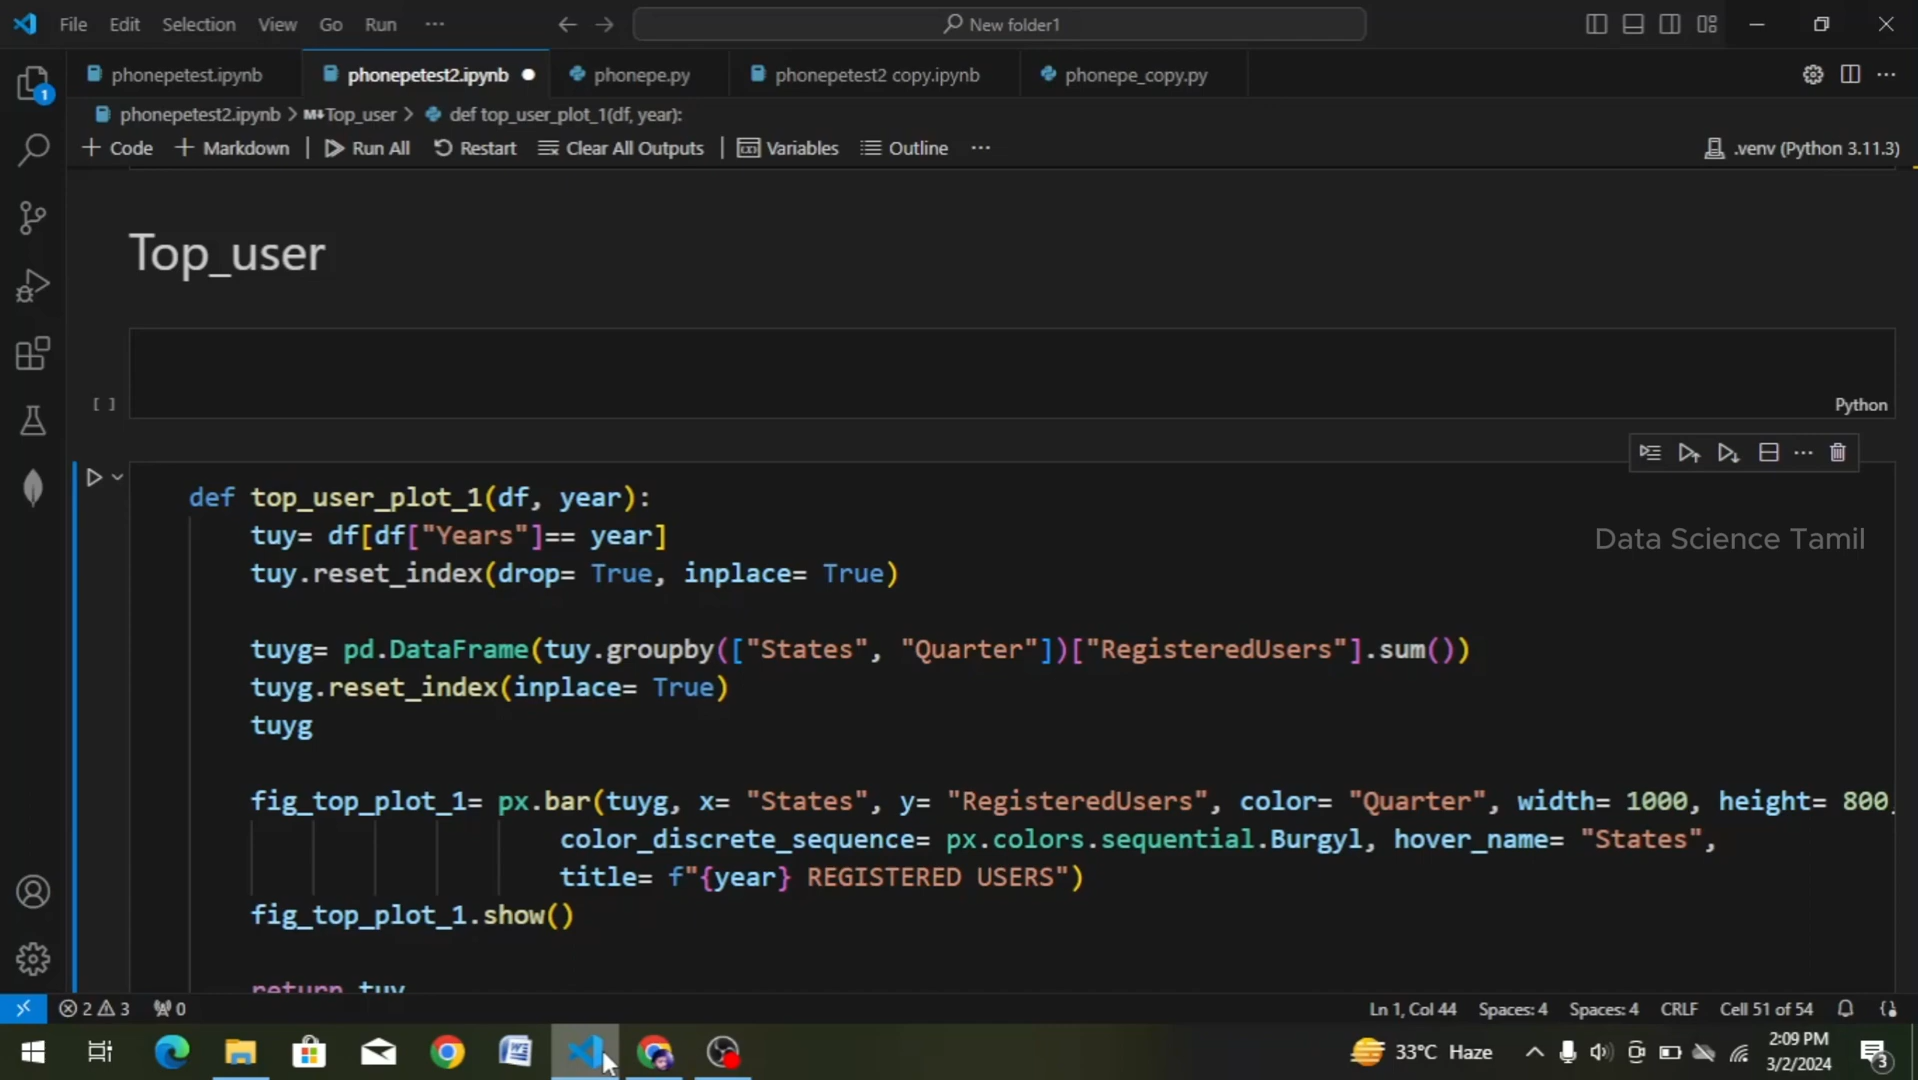 File Edit Selection View Go Run ... New folder1
phonepetest.ipynb phonepetest2.ipynb phonepe.py phonepetest2 copy.ipynb phonepe_copy.py
phonepetest2.ipynb > M↓Top_user > def top_user_plot_1(df, year):
+ Code + Markdown Run All Restart Clear All Outputs Variables Outline ... .venv (Python 3.11.3)
1
Top_user
[ ]
Python
def top_user_plot_1(df, year):
tuy= df[df["Years"]== year]
Data Science Tamil
tuy.reset_index(drop= True, inplace= True)
tuyg= pd.DataFrame(tuy.groupby(["States", "Quarter"])["RegisteredUsers"].sum())
tuyg.reset_index(inplace= True)
tuyg
fig_top_plot_1= px.bar(tuyg, x= "States", y= "RegisteredUsers", color= "Quarter", width= 1000, height= 800,
color_discrete_sequence= px.colors.sequential.Burgyl, hover_name= "States",
title= f"{year} REGISTERED USERS")
fig_top_plot_1.show()
return tuy
2 3 0 Ln 1, Col 44 Spaces: 4 Spaces: 4 CRLF Cell 51 of 54
33°C Haze 2:09 PM
3/2/2024 3